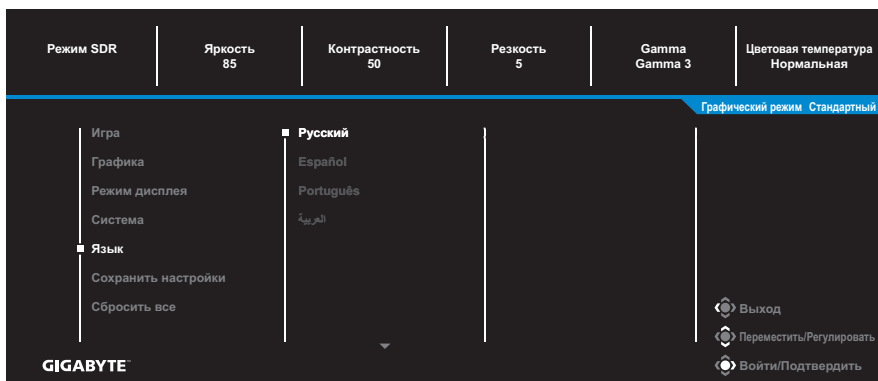 Режим SDR
Яркость
85
Контрастность
50
Резкость
5
Gamma
Gamma 3
Цветовая температура
Нормальная
Графический режим Стандартный
Игра
Графика
Режим дисплея
Система
Язык
Сохранить настройки
Сбросить все
Русский
Español
Português
العربية
Выход
Переместить/Регулировать
Войти/Подтвердить
GIGABYTE™